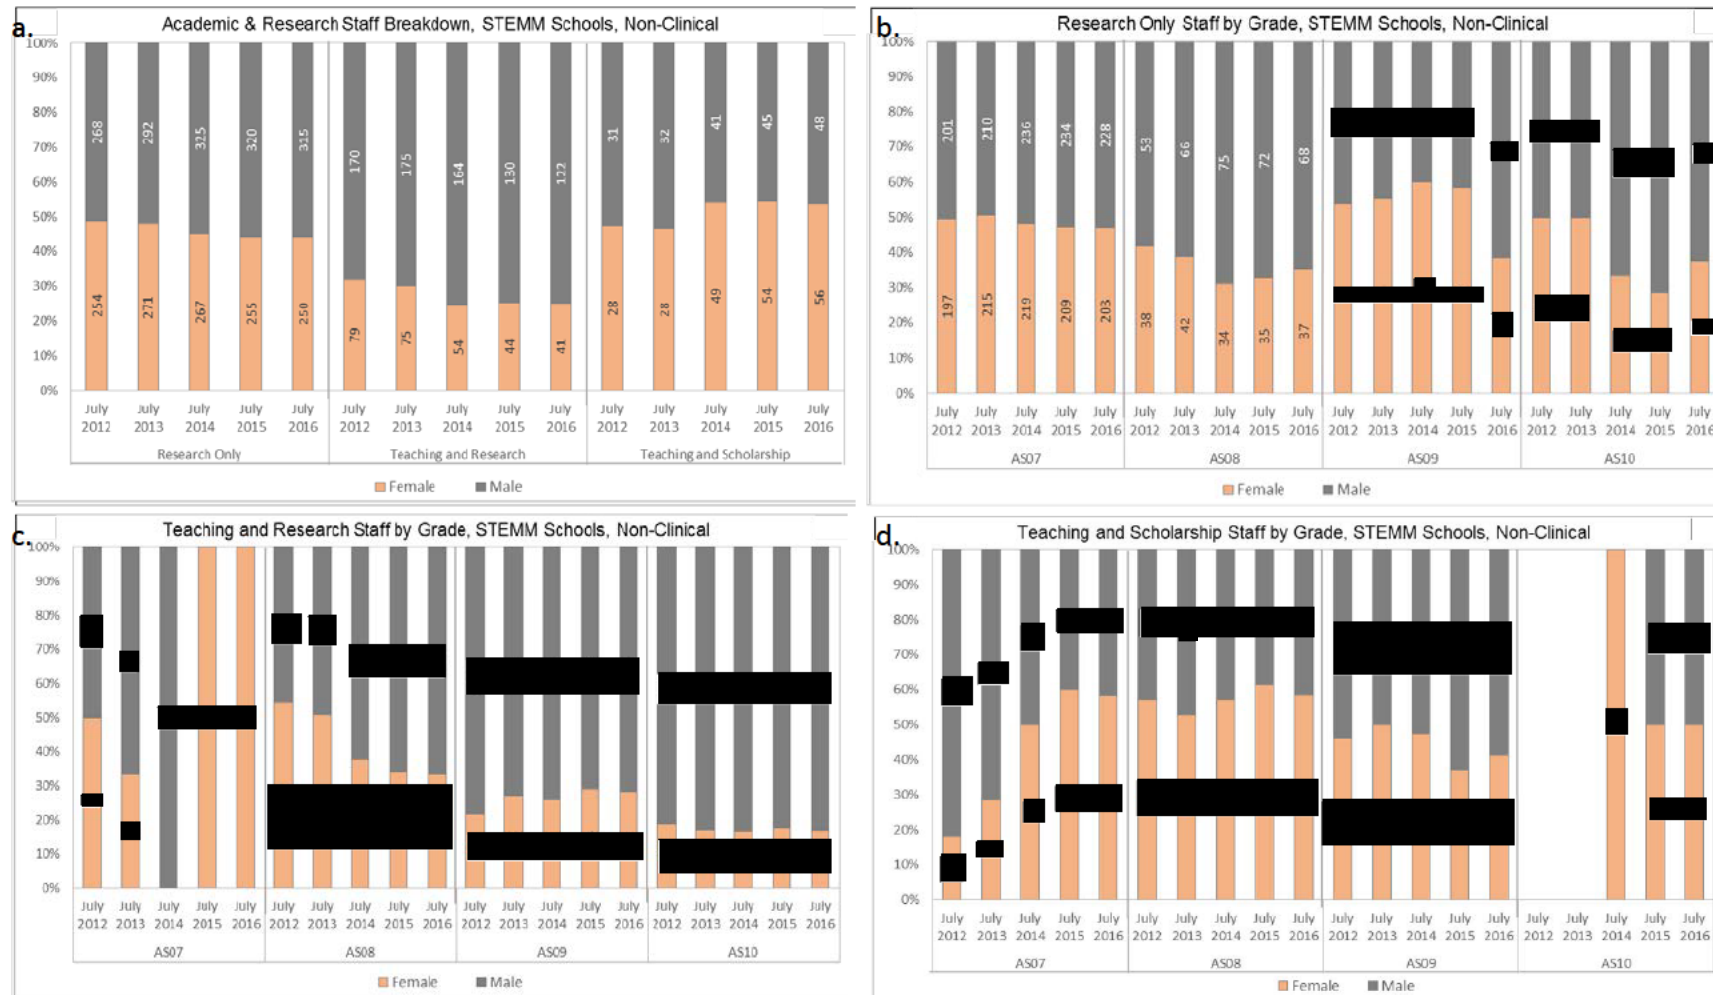 a.
Academic & Research Staff Breakdown, STEMM Schools, Non-Clinical
100%
90%
80%
70%
60%
50%
40%
30%
20%
10%
0%
268 292 325 320 315 170 175 164 130 122 31 32 41 45 48
254 271 267 255 250 79 75 54 44 41 28 28 49 54 56
July July July July July July July July July July July July July July July
2012 2013 2014 2015 2016 2012 2013 2014 2015 2016 2012 2013 2014 2015 2016
Research Only Teaching and Research Teaching and Scholarship
Female Male
b.
Research Only Staff by Grade, STEMM Schools, Non-Clinical
100%
90%
80%
70%
60%
50%
40%
30%
20%
10%
0%
201 210 236 234 228 53 66 75 72 68
197 215 219 209 203 38 42 34 35 37
July July July July July July July July July July July July July July July July July July July July
2012 2013 2014 2015 2016 2012 2013 2014 2015 2016 2012 2013 2014 2015 2016 2012 2013 2014 2015 2016
AS07 AS08 AS09 AS10
Female Male
c.
Teaching and Research Staff by Grade, STEMM Schools, Non-Clinical
100%
90%
80%
70%
60%
50%
40%
30%
20%
10%
0%
July July July July July July July July July July July July July July July July July July July July
2012 2013 2014 2015 2016 2012 2013 2014 2015 2016 2012 2013 2014 2015 2016 2012 2013 2014 2015 2016
AS07 AS08 AS09 AS10
Female Male
d.
Teaching and Scholarship Staff by Grade, STEMM Schools, Non-Clinical
100%
90%
80%
70%
60%
50%
40%
30%
20%
10%
0%
July July July July July July July July July July July July July July July July July July July July
2012 2013 2014 2015 2016 2012 2013 2014 2015 2016 2012 2013 2014 2015 2016 2012 2013 2014 2015 2016
AS07 AS08 AS09 AS10
Female Male